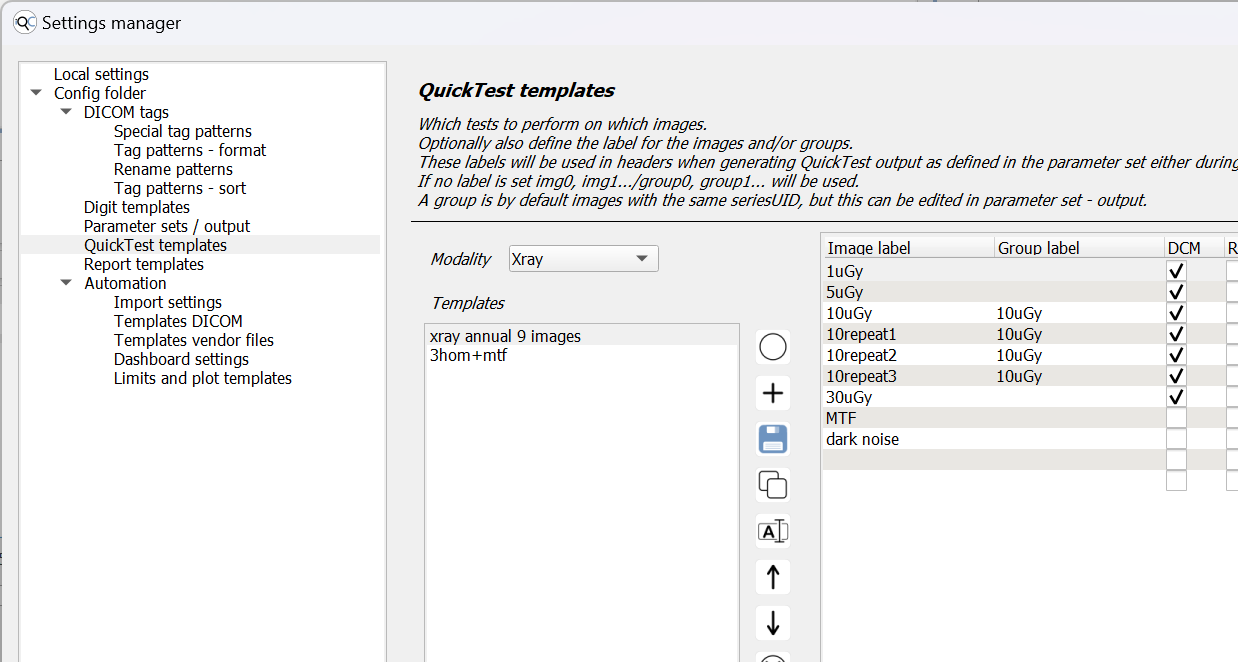 Settings manager
Local settings
Config folder
DICOM tags
Special tag patterns
Tag patterns - format
Rename patterns
Tag patterns - sort
Digit templates
Parameter sets / output
QuickTest templates
Report templates
Automation
Import settings
Templates DICOM
Templates vendor files
Dashboard settings
Limits and plot templates
QuickTest templates
Which tests to perform on which images.
Optionally also define the label for the images and/or groups.
These labels will be used in headers when generating QuickTest output as defined in the parameter set either during
If no label is set img0, img1.../group0, group1... will be used.
A group is by default images with the same seriesUID, but this can be edited in parameter set - output.
Modality Xray
Templates
xray annual 9 images
3hom+mtf
Image label Group label DCM R
1uGy
5uGy
10uGy 10uGy
10repeat1 10uGy
10repeat2 10uGy
10repeat3 10uGy
30uGy
MTF
dark noise